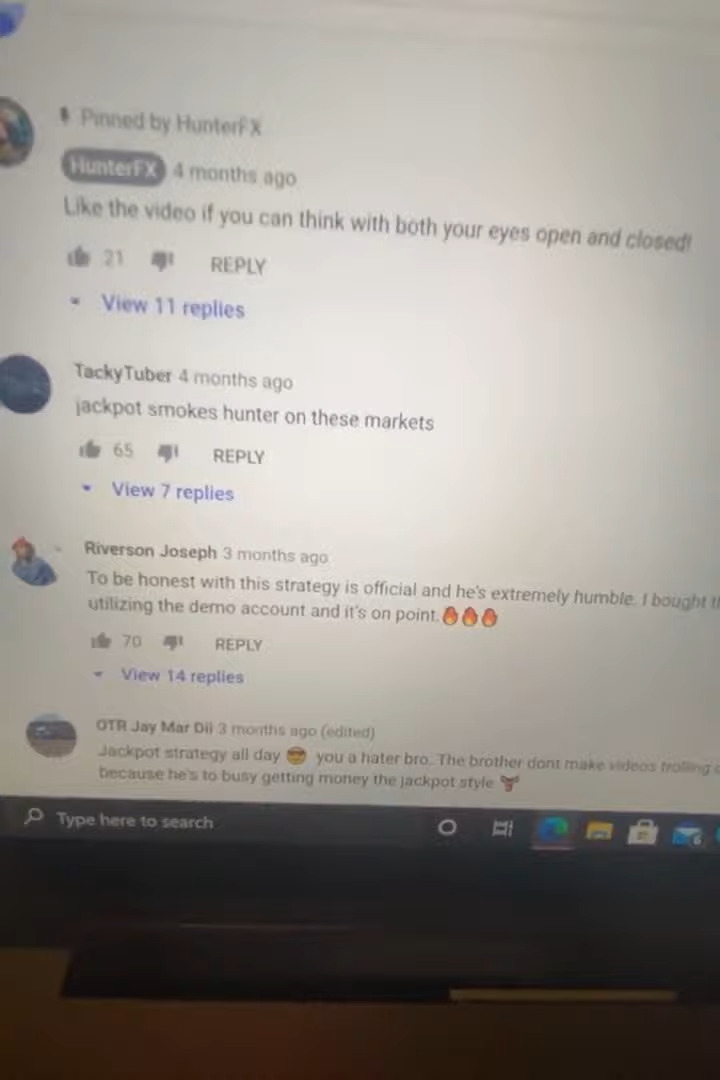 Pinned by HunterFX
HunterFX 4 months ago
Like the video if you can think with both your eyes open and closed!
21 REPLY
View 11 replies
TackyTuber 4 months ago
jackpot smokes hunter on these markets
65 REPLY
View 7 replies
Riverson Joseph 3 months ago
To be honest with this strategy is official and he's extremely humble. I bought
utilizing the demo account and it's on point.🔥🔥🔥
70 REPLY
View 14 replies
OTR Jay Mar Dil 3 months ago (edited)
Jackpot strategy all day 😎 you a hater bro. The brother dont make videos trolling
because he's to busy getting money the jackpot style
Type here to search